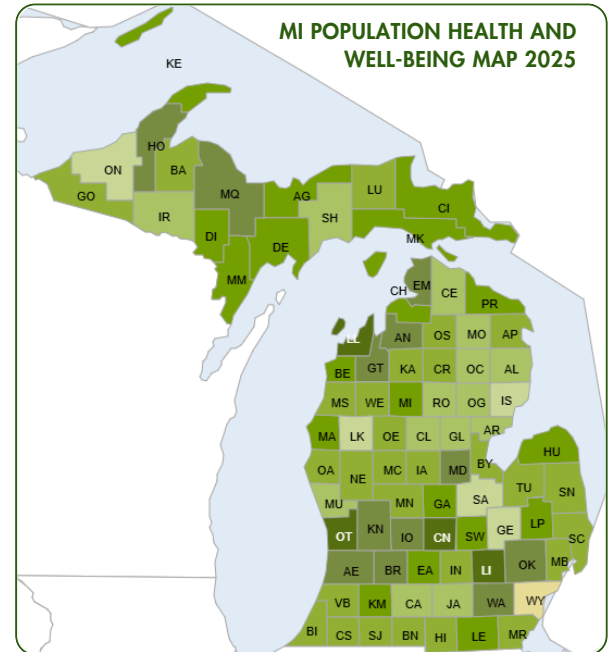 MI POPULATION HEALTH AND
WELL-BEING MAP 2025
KE
HO
ON
BA
GO
MQ
AG
LU
IR
SH
CI
DI
DE
MK
MM
CH
EM
CE
PR
AN
OS
MO
AP
BE
GT
KA
CR
OC
AL
MS
WE
MI
RO
OG
IS
MA
LK
OE
CL
GL
AR
HU
OA
NE
MC
IA
MD
BY
TU
SN
MU
MN
GA
SA
OT
KN
IO
CN
SW
GE
LP
SC
AE
BR
EA
IN
LI
OK
MB
VB
KM
CA
JA
WA
WY
BI
CS
SJ
BN
HI
LE
MR